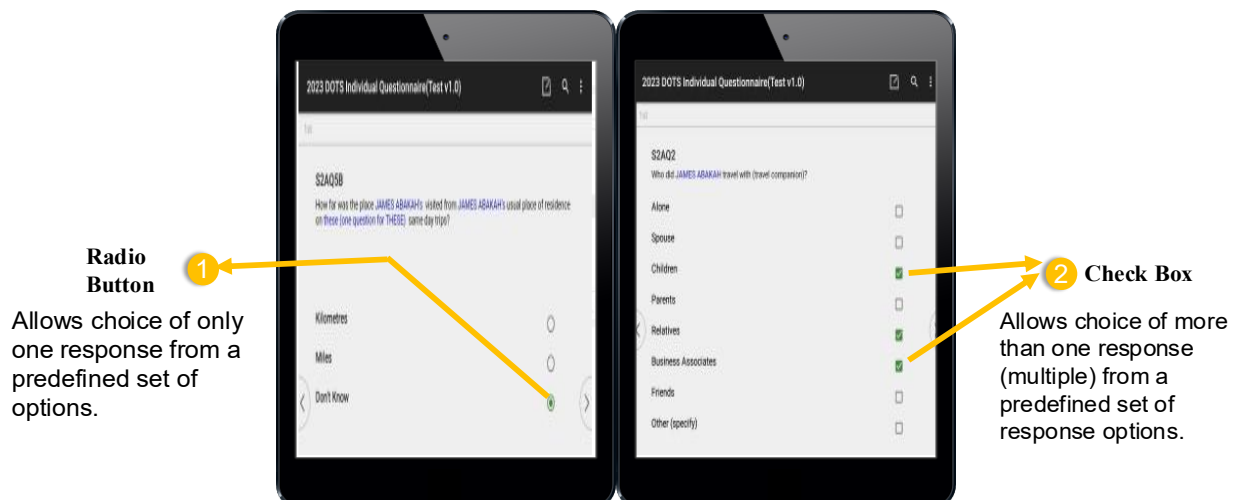 2023 DOTS Individual Questionnaire(Test v1.0)
S2AQ5B
How far was the place JAMES ABAKAH's visited from JAMES ABAKAH's usual place of residence
on these (one question for THESE) same day trips?
Kilometres
Miles
Don't Know
1
Radio
Button
Allows choice of only
one response from a
predefined set of
options.
2023 DOTS Individual Questionnaire(Test v1.0)
S2AQ2
Who did JAMES ABAKAH travel with (travel companion)?
Alone
Spouse
Children
Parents
Relatives
Business Associates
Friends
Other (specify)
2
Check Box
Allows choice of more
than one response
(multiple) from a
predefined set of
response options.